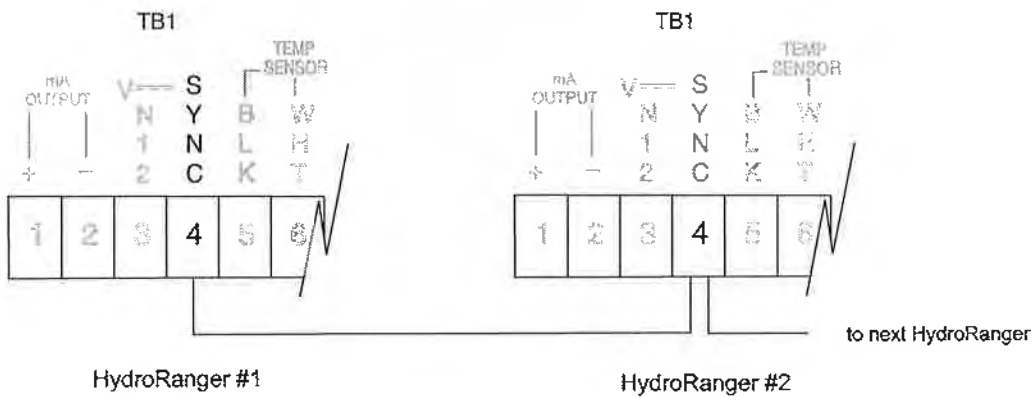 TB1
TEMP
SENSOR
mA
OUTPUT
V
S
N
Y
B
W
1
N
L
H
2
C
K
T
+
−
1
2
3
4
5
6
TB1
TEMP
SENSOR
mA
OUTPUT
V
S
N
Y
B
W
1
N
L
H
2
C
K
T
+
−
1
2
3
4
5
6
to next HydroRanger
HydroRanger #1
HydroRanger #2